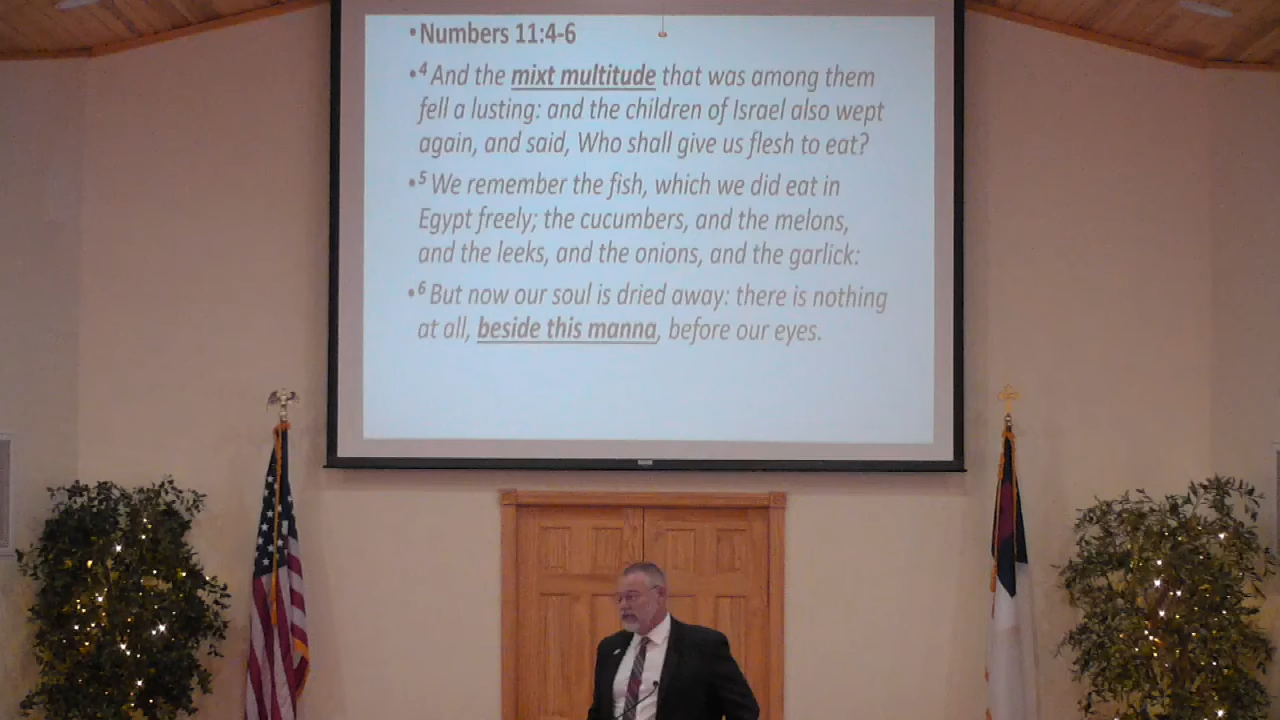 •Numbers 11:4-6
•4 And the mixt multitude that was among them
fell a lusting: and the children of Israel also wept
again, and said, Who shall give us flesh to eat?
•5 We remember the fish, which we did eat in
Egypt freely; the cucumbers, and the melons,
and the leeks, and the onions, and the garlick:
•6 But now our soul is dried away: there is nothing
at all, beside this manna, before our eyes.